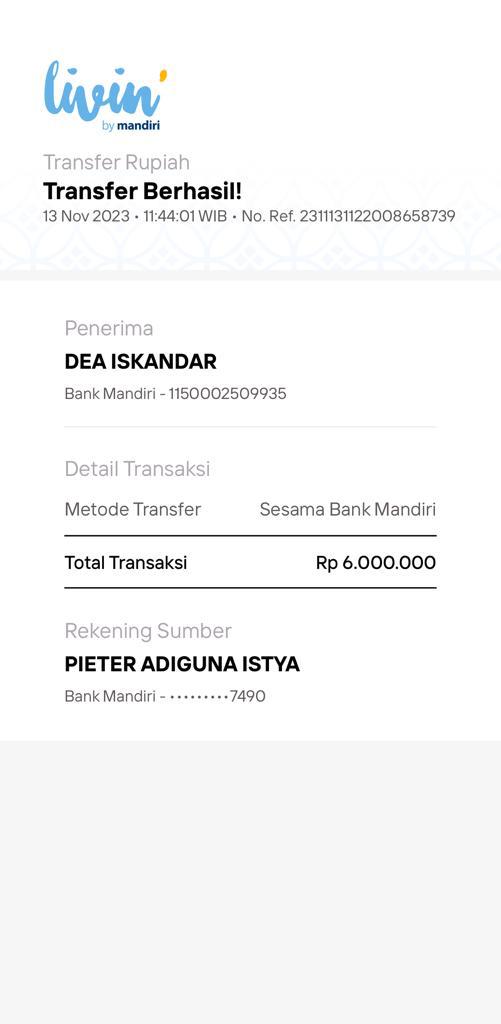 livin'
by mandiri
Transfer Rupiah
Transfer Berhasil!
13 Nov 2023 • 11:44:01 WIB • No. Ref. 2311131122008658739
Penerima
DEA ISKANDAR
Bank Mandiri - 1150002509935
Detail Transaksi
Metode Transfer Sesama Bank Mandiri
Total Transaksi Rp 6.000.000
Rekening Sumber
PIETER ADIGUNA ISTYA
Bank Mandiri - •••••••••7490